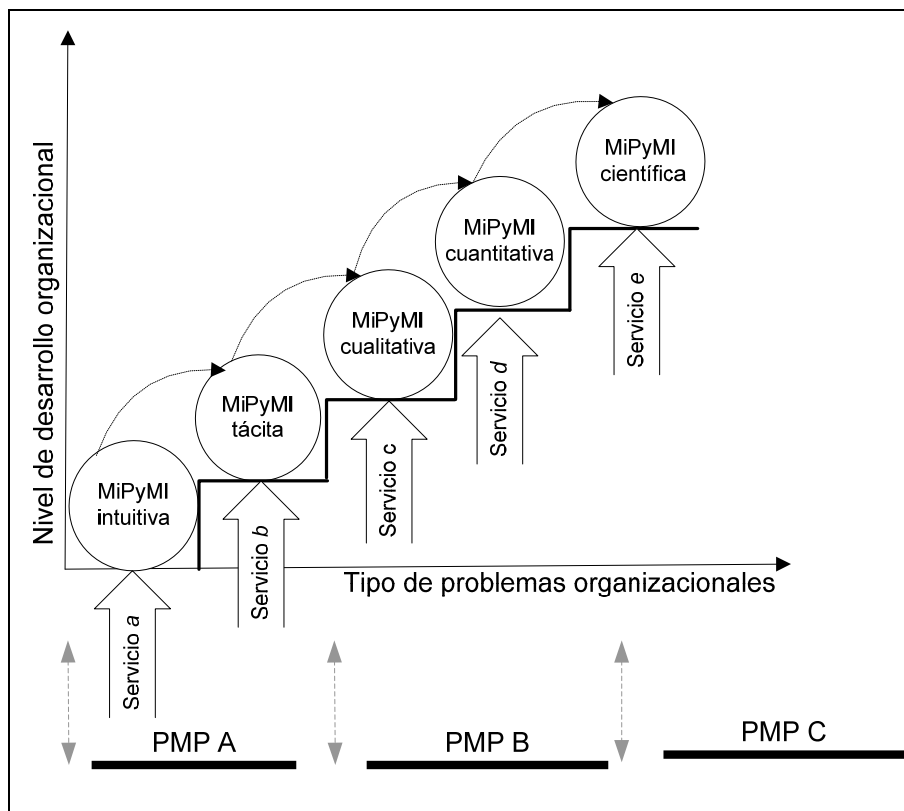 Nivel de desarrollo organizacional
MiPyMI
científica
MiPyMI
cuantitativa
MiPyMI
cualitativa
MiPyMI
tácita
MiPyMI
intuitiva
Servicio a
Servicio b
Servicio c
Servicio d
Servicio e
Tipo de problemas organizacionales
PMP A
PMP B
PMP C